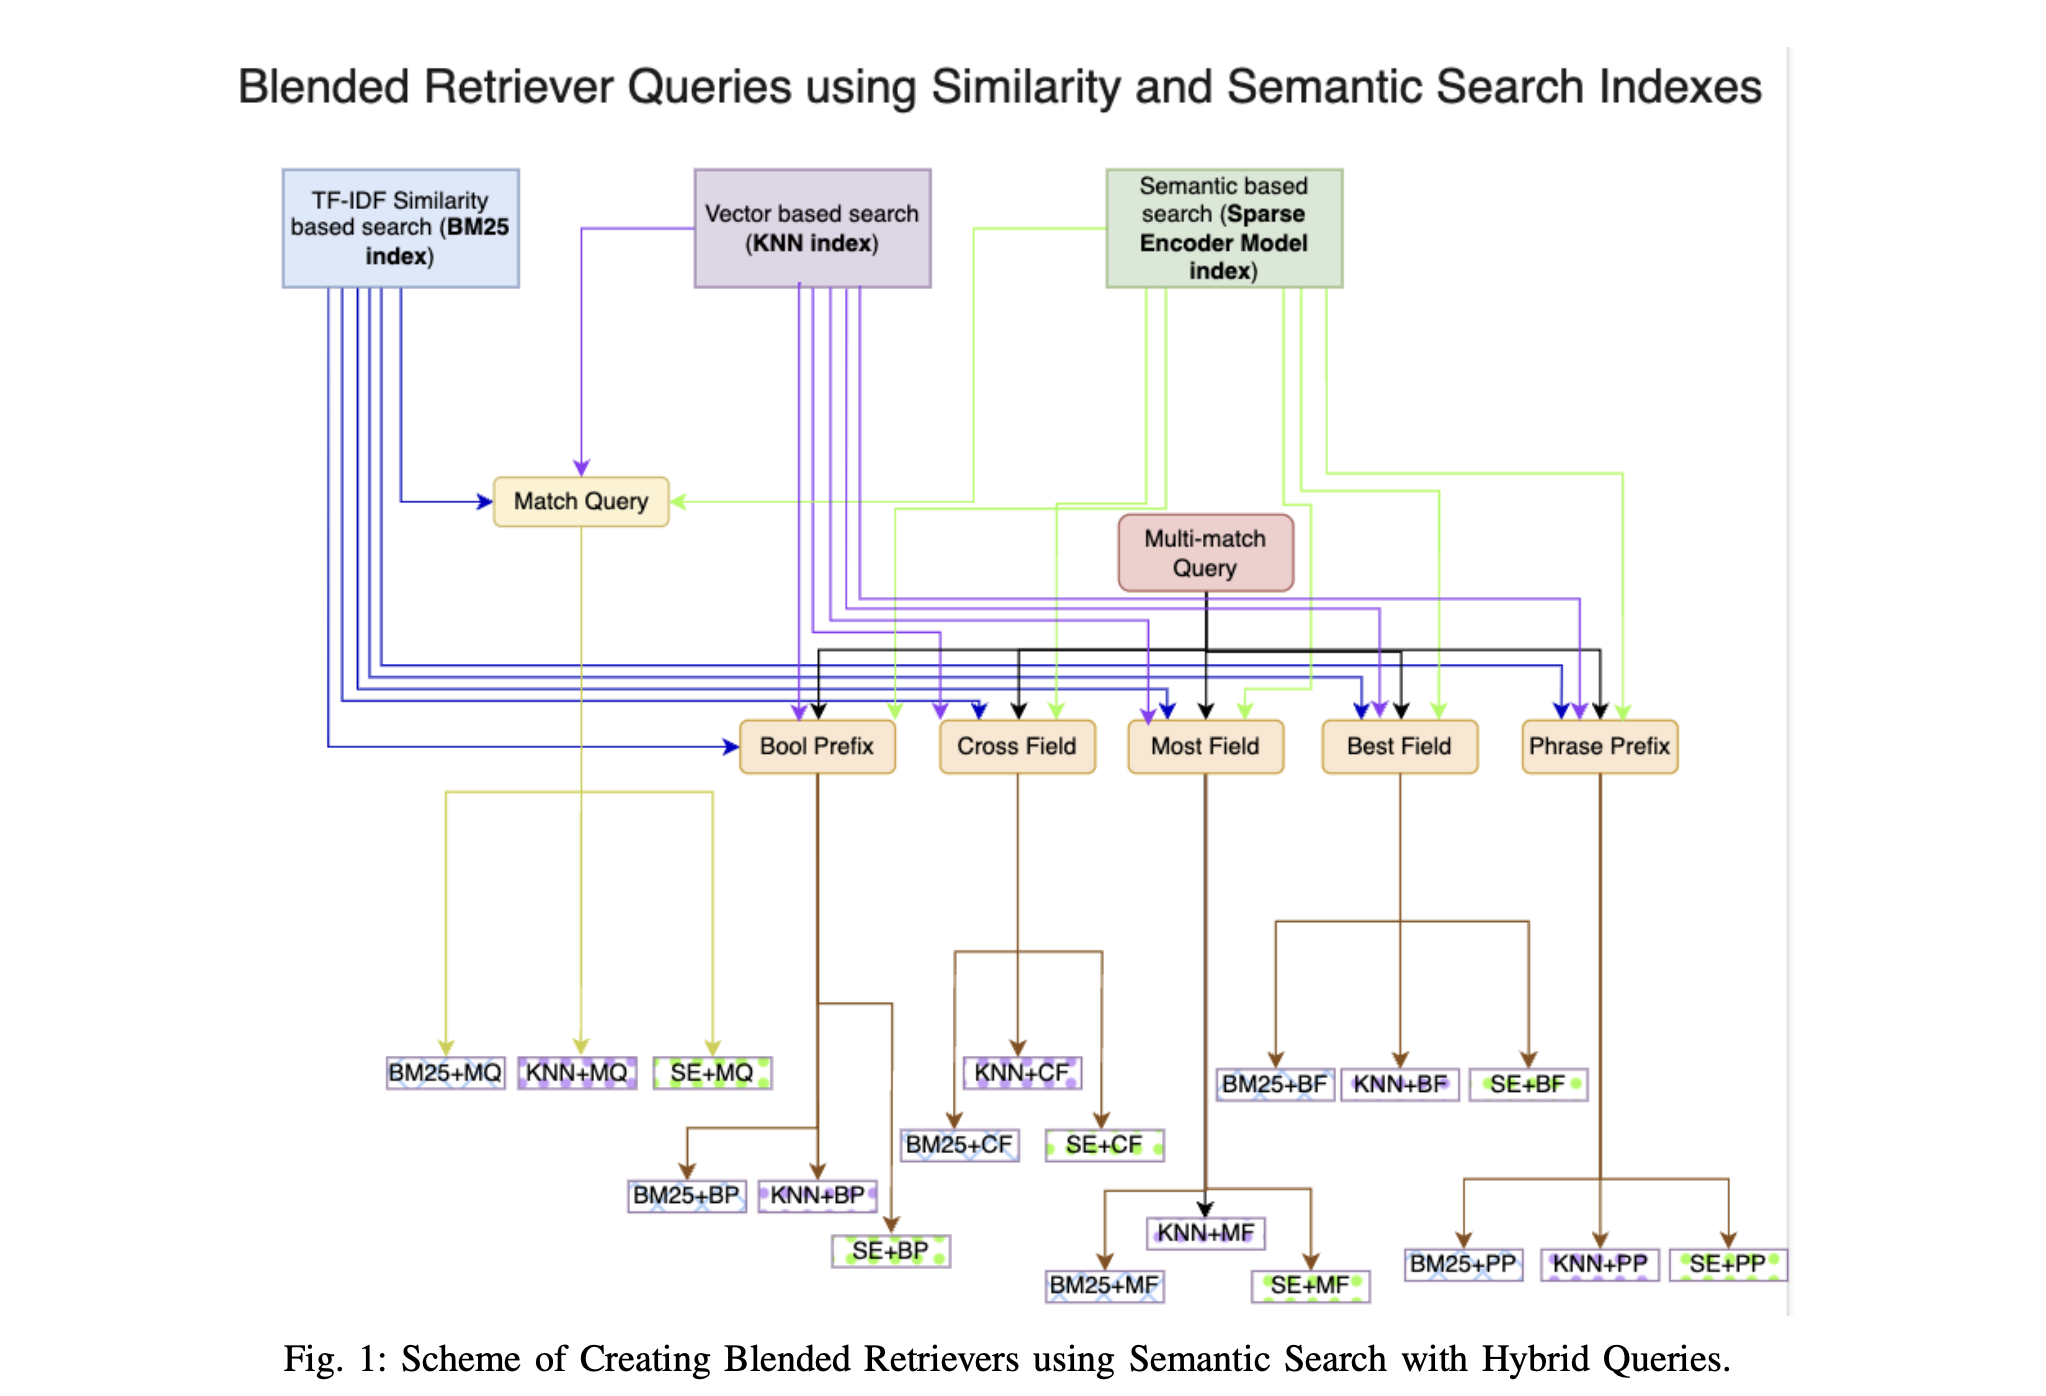 Blended Retriever Queries using Similarity and Semantic Search Indexes
TF-IDF Similarity
based search (BM25
index)
Vector based search
(KNN index)
Semantic based
search (Sparse
Encoder Model
index)
Match Query
Multi-match
Query
Bool Prefix
Cross Field
Most Field
Best Field
Phrase Prefix
BM25+MQ
KNN+MQ
SE+MQ
KNN+CF
BM25+BF
KNN+BF
SE+BF
BM25+CF
SE+CF
BM25+BP
KNN+BP
SE+BP
KNN+MF
BM25+MF
SE+MF
BM25+PP
KNN+PP
SE+PP
Fig. 1: Scheme of Creating Blended Retrievers using Semantic Search with Hybrid Queries.